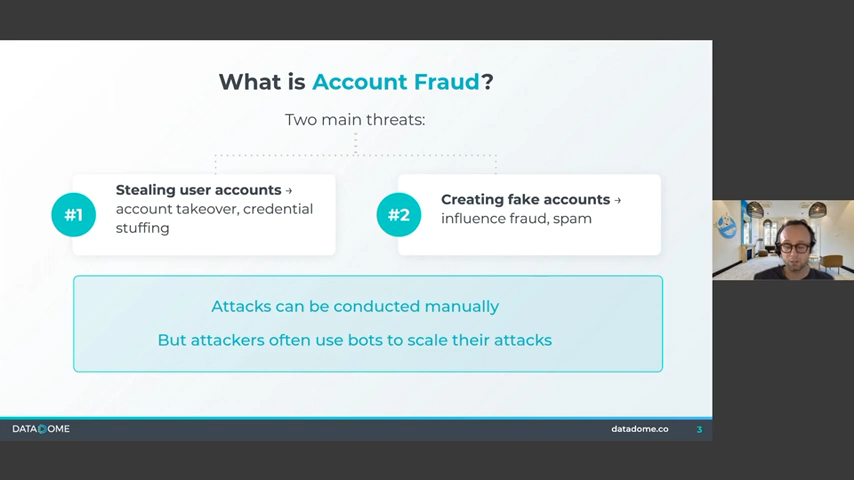 What is Account Fraud?
Two main threats:
#1
Stealing user accounts →
account takeover, credential
stuffing
#2
Creating fake accounts →
influence fraud, spam
Attacks can be conducted manually
But attackers often use bots to scale their attacks
DATADOME
datadome.co
3